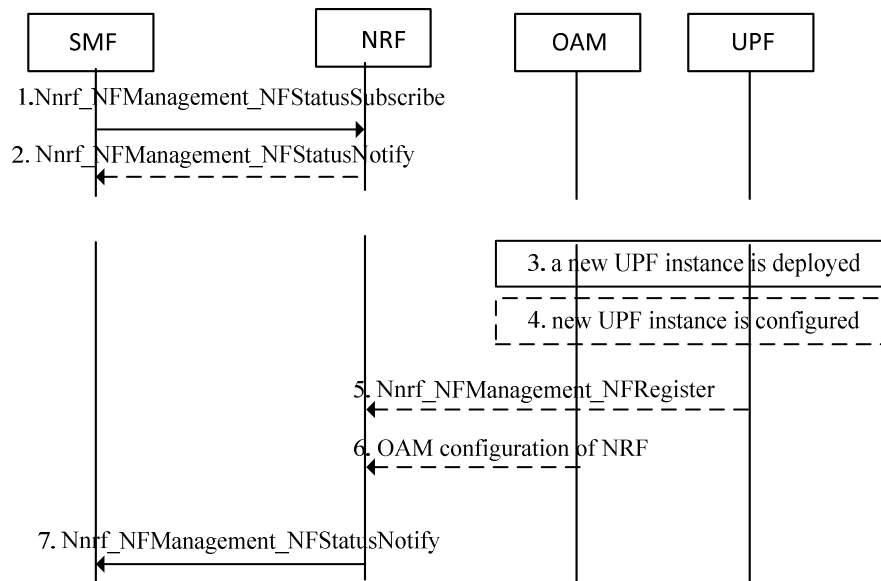 SMF
NRF
OAM
UPF
1.Nnrf_NFManagement_NFStatusSubscribe
2. Nnrf_NFManagement_NFStatusNotify
3. a new UPF instance is deployed
4. new UPF instance is configured
5. Nnrf_NFManagement_NFRegister
6. OAM configuration of NRF
7. Nnrf_NFManagement_NFStatusNotify